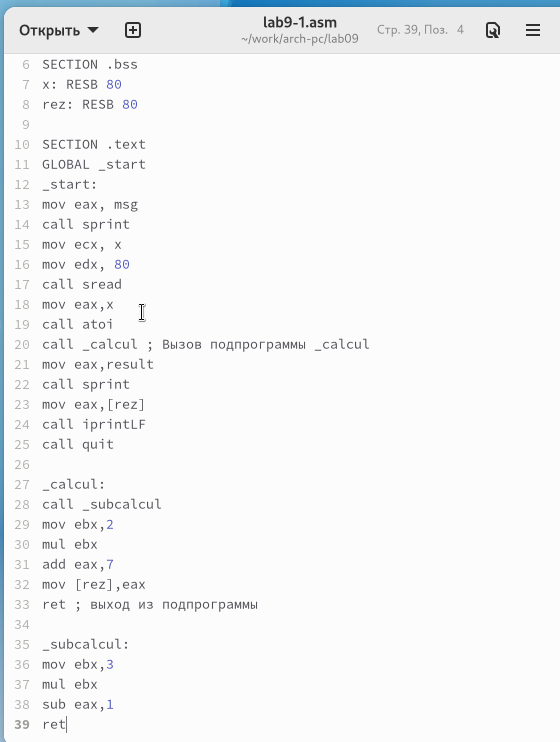 Открыть
lab9-1.asm
~/work/arch-pc/lab09
Стр. 39, Поз. 4
6 SECTION .bss
7 x: RESB 80
8 rez: RESB 80
9
10 SECTION .text
11 GLOBAL _start
12 _start:
13 mov eax, msg
14 call sprint
15 mov ecx, x
16 mov edx, 80
17 call sread
18 mov eax,x
19 call atoi
20 call _calcul ; Вызов подпрограммы _calcul
21 mov eax,result
22 call sprint
23 mov eax,[rez]
24 call iprintLF
25 call quit
26
27 _calcul:
28 call _subcalcul
29 mov ebx,2
30 mul ebx
31 add eax,7
32 mov [rez],eax
33 ret ; выход из подпрограммы
34
35 _subcalcul:
36 mov ebx,3
37 mul ebx
38 sub eax,1
39 ret